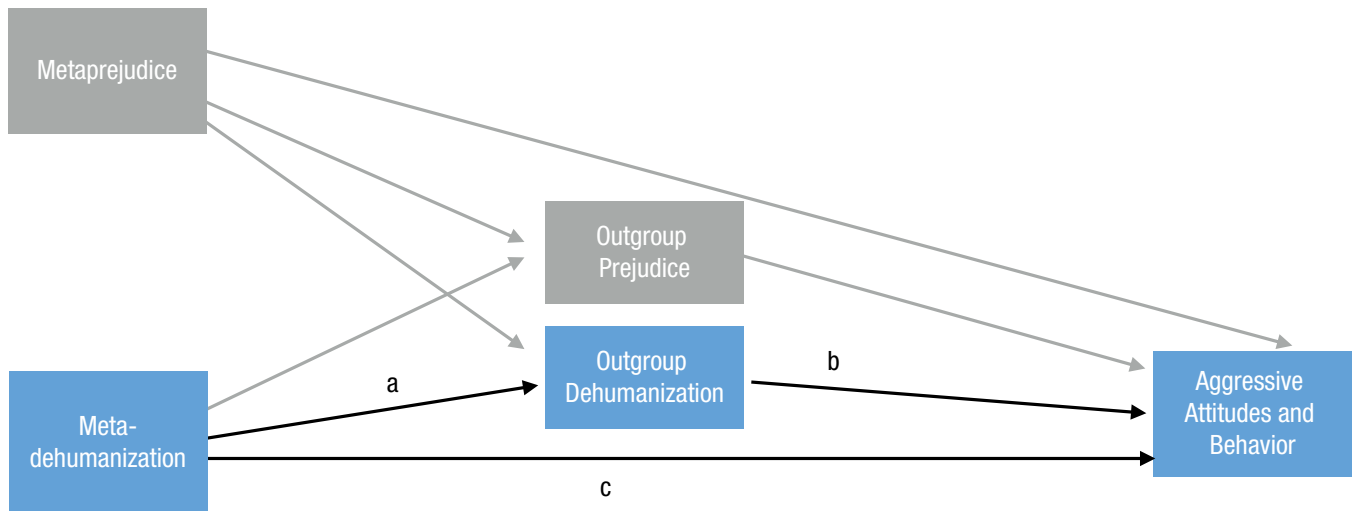 Metaprejudice
Outgroup
Prejudice
Outgroup
Dehumanization
a
b
Aggressive
Attitudes and
Behavior
Meta-
dehumanization
c